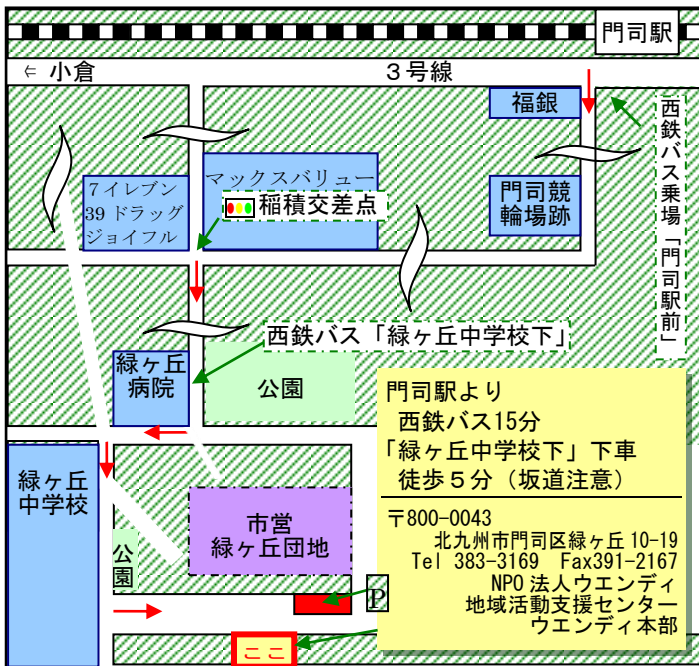 門司駅
⇐ 小倉
３号線
福銀
西鉄バス乗場「門司駅前」
7 イレブン
39 ドラッグ
ジョイフル
マックスバリュー
稲積交差点
門司競
輪場跡
西鉄バス「緑ヶ丘中学校下」
緑ヶ丘
病院
公園
門司駅より
西鉄バス15分
「緑ヶ丘中学校下」下車
徒歩５分（坂道注意）
〒800-0043
北九州市門司区緑ヶ丘 10-19
Tel 383-3169 Fax391-2167
NPO 法人ウエンディ
地域活動支援センター
ウエンディ本部
緑ヶ丘
中学校
公園
市営
緑ヶ丘団地
P
ここ